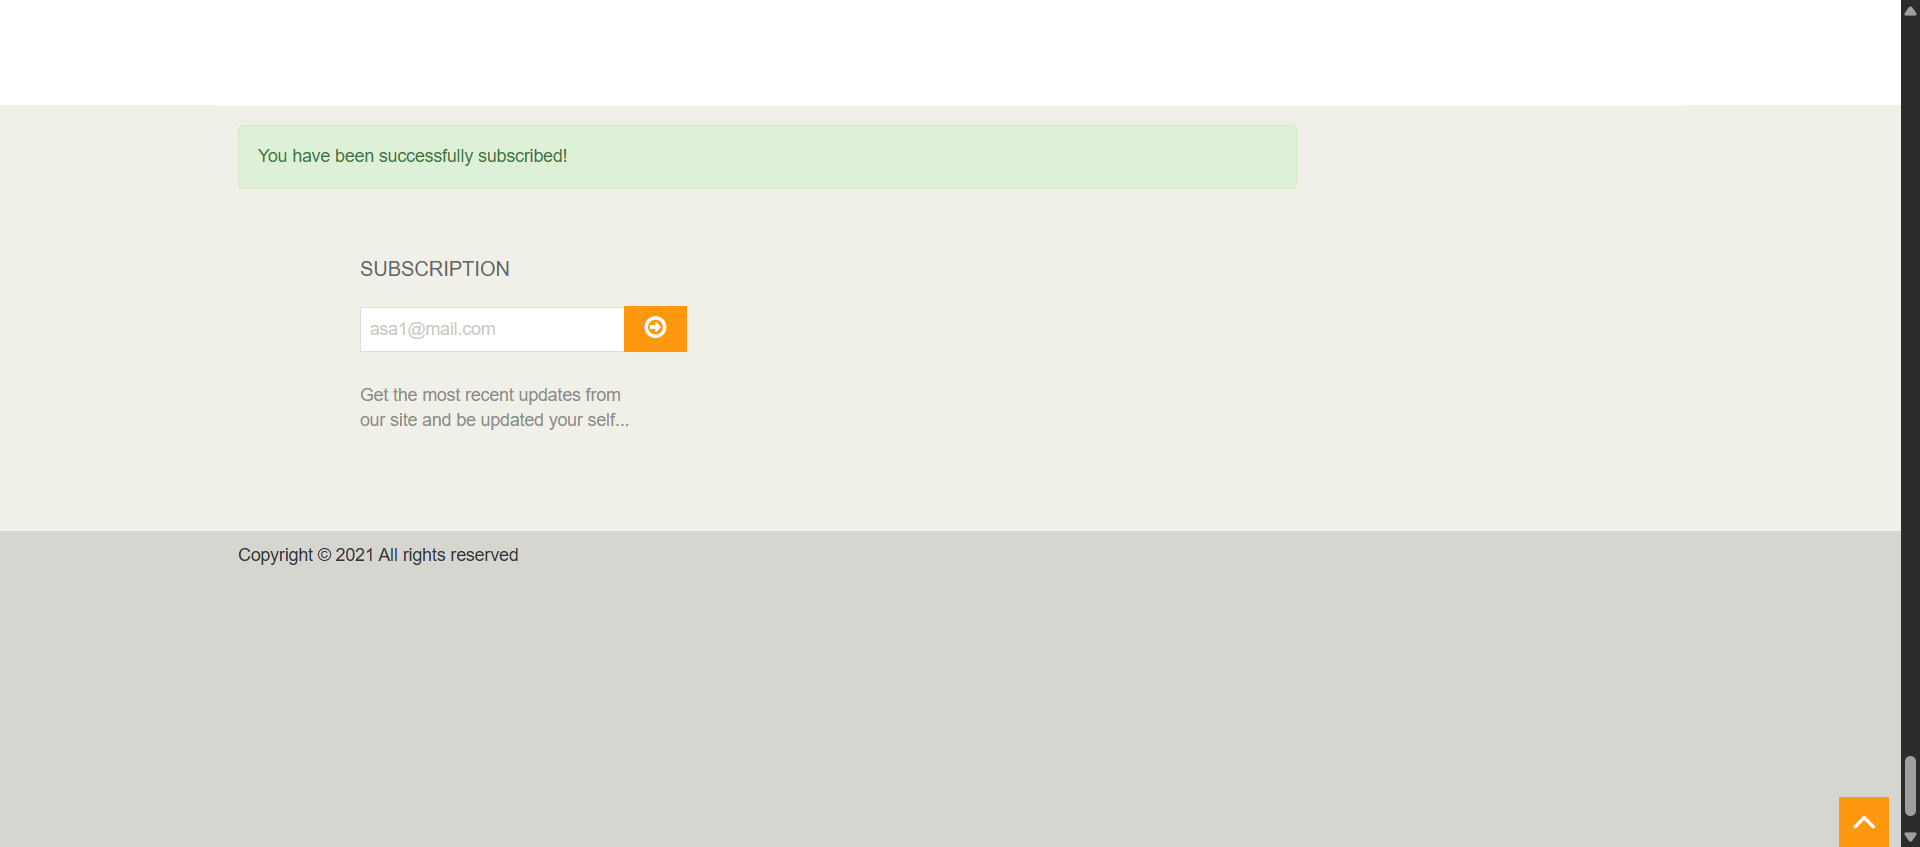 You have been successfully subscribed!
SUBSCRIPTION
asa1@mail.com
Get the most recent updates from
our site and be updated your self...
Copyright © 2021 All rights reserved